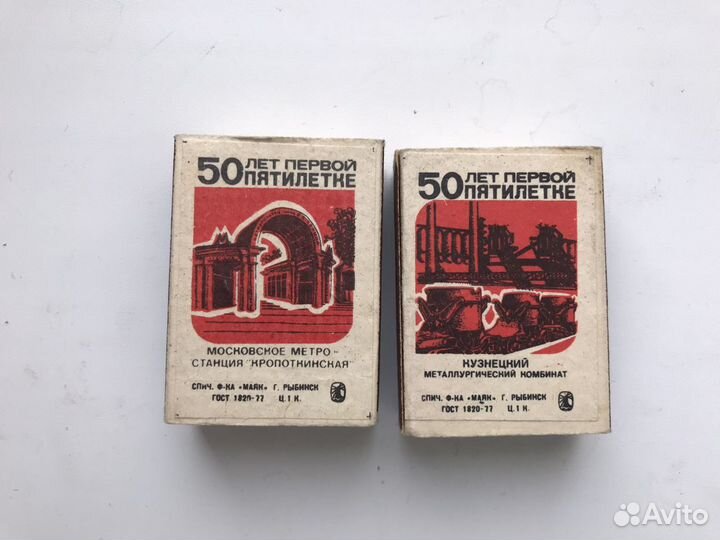 50 ЛЕТ ПЕРВОЙ
ПЯТИЛЕТКЕ
МОСКОВСКОЕ МЕТРО -
СТАНЦИЯ "КРОПОТКИНСКАЯ"
СПИЧ. Ф-КА «МАЯК» Г. РЫБИНСК
ГОСТ 1820-77 Ц. 1 К.
50 ЛЕТ ПЕРВОЙ
ПЯТИЛЕТКЕ
КУЗНЕЦКИЙ
МЕТАЛЛУРГИЧЕСКИЙ КОМБИНАТ
СПИЧ. Ф-КА «МАЯК» Г. РЫБИНСК
ГОСТ 1820-77 Ц. 1 К.
Avito